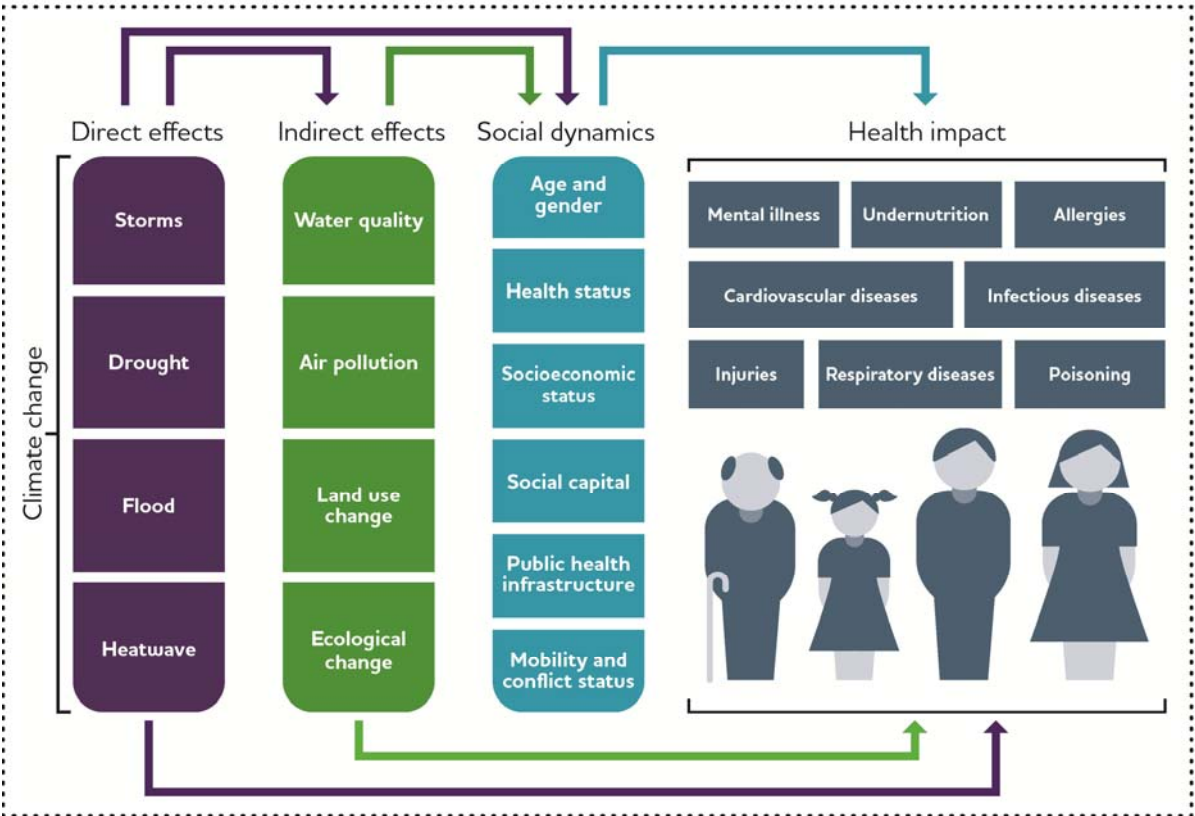 Direct effects
Indirect effects
Social dynamics
Health impact
Climate change
Storms
Drought
Flood
Heatwave
Water quality
Air pollution
Land use
change
Ecological
change
Age and
gender
Health status
Socioeconomic
status
Social capital
Public health
infrastructure
Mobility and
conflict status
Mental illness
Undernutrition
Allergies
Cardiovascular diseases
Infectious diseases
Injuries
Respiratory diseases
Poisoning